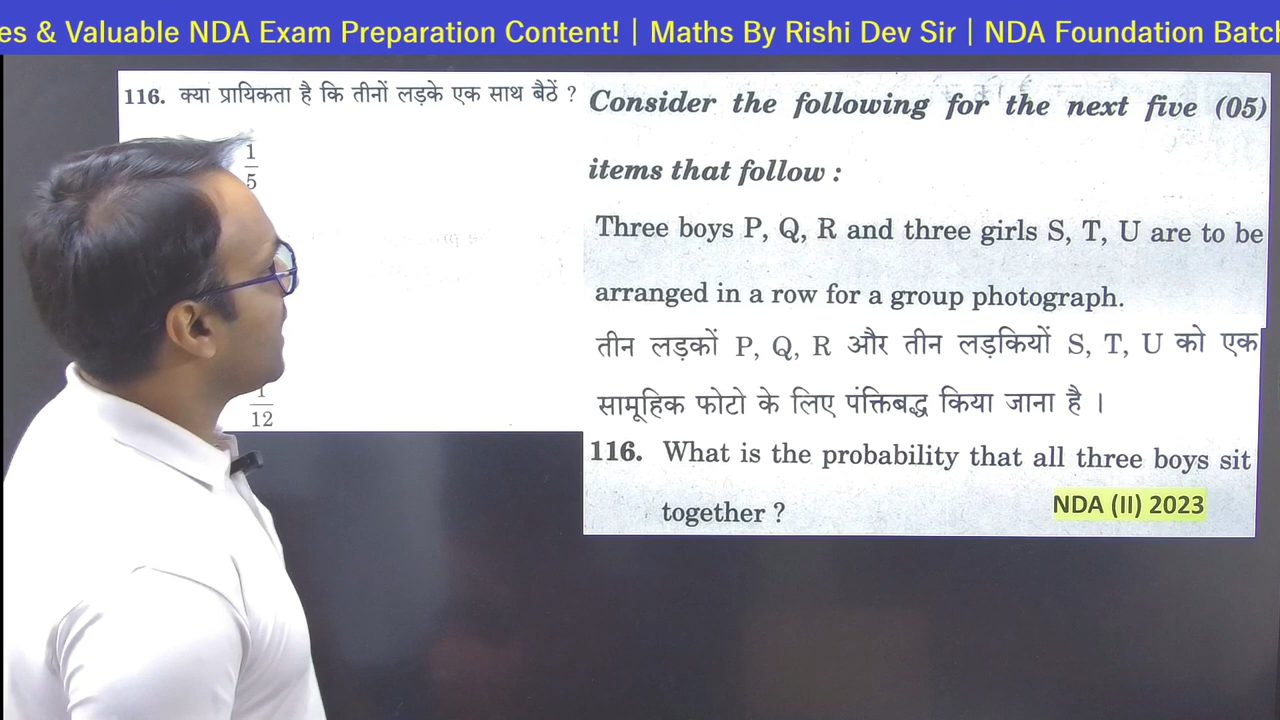 es & Valuable NDA Exam Preparation Content! | Maths By Rishi Dev Sir | NDA Foundation Batch
116. क्या प्रायिकता है कि तीनों लड़के एक साथ बैठें ?
1
5
1
12
Consider the following for the next five (05)
items that follow :
Three boys P, Q, R and three girls S, T, U are to be
arranged in a row for a group photograph.
तीन लड़कों P, Q, R और तीन लड़कियों S, T, U को एक
सामूहिक फोटो के लिए पंक्तिबद्ध किया जाना है ।
116. What is the probability that all three boys sit
together ?
NDA (II) 2023